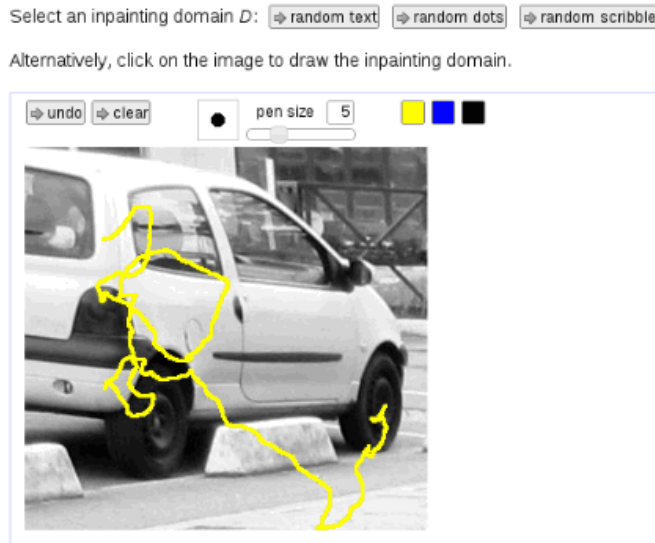 Select an inpainting domain D: ⇨ random text ⇨ random dots ⇨ random scribble
Alternatively, click on the image to draw the inpainting domain.
⇨ undo ⇨ clear pen size 5